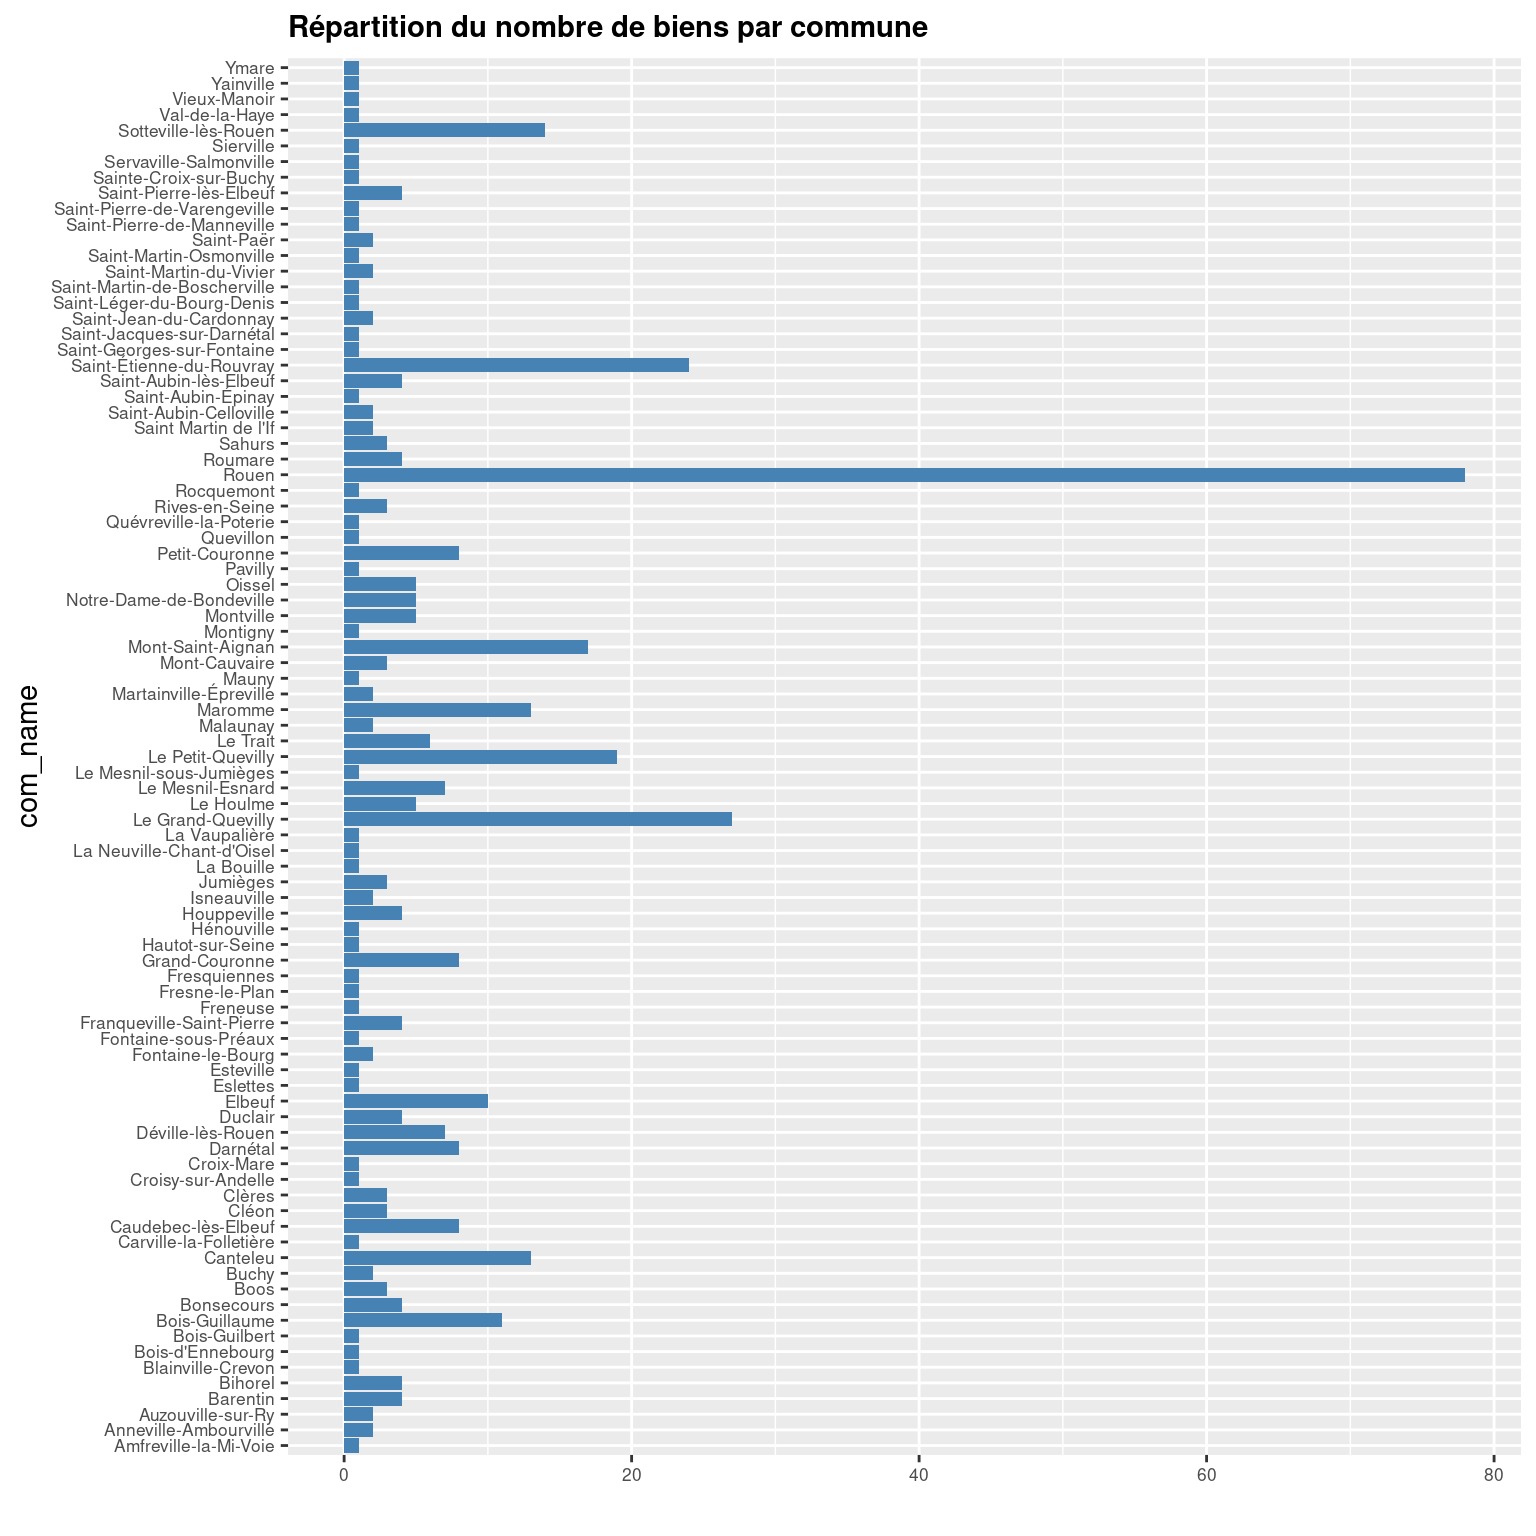 Répartition du nombre de biens par commune
Ymare
Yainville
Vieux-Manoir
Val-de-la-Haye
Sotteville-lès-Rouen
Sierville
Servaville-Salmonville
Sainte-Croix-sur-Buchy
Saint-Pierre-lès-Elbeuf
Saint-Pierre-de-Varengeville
Saint-Pierre-de-Manneville
Saint-Paër
Saint-Martin-Osmonville
Saint-Martin-du-Vivier
Saint-Martin-de-Boscherville
Saint-Léger-du-Bourg-Denis
Saint-Jean-du-Cardonnay
Saint-Jacques-sur-Darnétal
Saint-Georges-sur-Fontaine
Saint-Étienne-du-Rouvray
Saint-Aubin-lès-Elbeuf
Saint-Aubin-Épinay
Saint-Aubin-Celloville
Saint Martin de l'If
Sahurs
Roumare
Rouen
Rocquemont
Rives-en-Seine
Quévreville-la-Poterie
Quevillon
Petit-Couronne
Pavilly
Oissel
Notre-Dame-de-Bondeville
Montville
Montigny
Mont-Saint-Aignan
Mont-Cauvaire
Mauny
Martainville-Épreville
Maromme
Malaunay
Le Trait
Le Petit-Quevilly
Le Mesnil-sous-Jumièges
Le Mesnil-Esnard
Le Houlme
Le Grand-Quevilly
La Vaupalière
La Neuville-Chant-d'Oisel
La Bouille
Jumièges
Isneauville
Houppeville
Hénouville
Hautot-sur-Seine
Grand-Couronne
Fresquiennes
Fresne-le-Plan
Freneuse
Franqueville-Saint-Pierre
Fontaine-sous-Préaux
Fontaine-le-Bourg
Esteville
Eslettes
Elbeuf
Duclair
Déville-lès-Rouen
Darnétal
Croix-Mare
Croisy-sur-Andelle
Clères
Cléon
Caudebec-lès-Elbeuf
Carville-la-Folletière
Canteleu
Buchy
Boos
Bonsecours
Bois-Guillaume
Bois-Guilbert
Bois-d'Ennebourg
Blainville-Crevon
Bihorel
Barentin
Auzouville-sur-Ry
Anneville-Ambourville
Amfreville-la-Mi-Voie
com_name
0 20 40 60 80